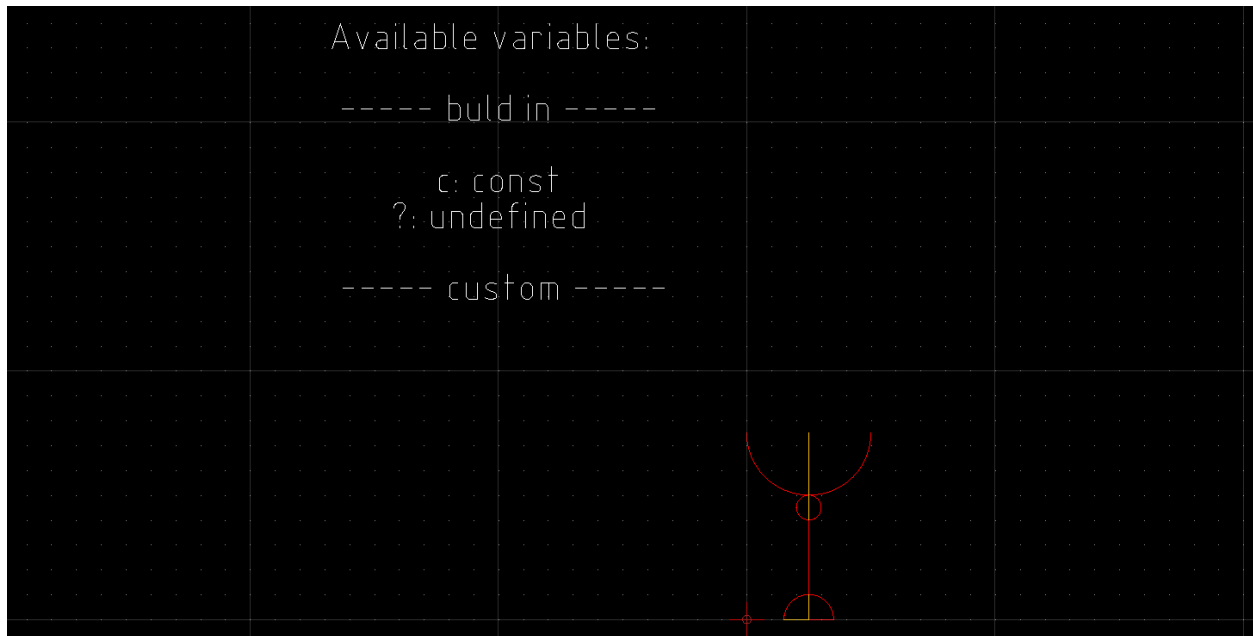 Available variables:
----- buld in -----
c: const
?: undefined
----- custom -----